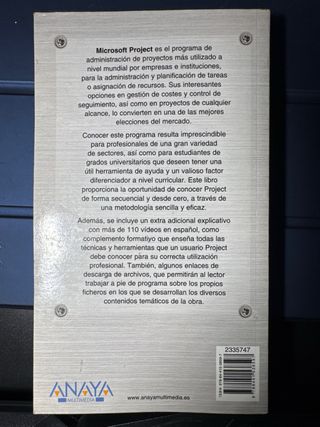 Microsoft Project es el programa de
administración de proyectos más utilizado a
nivel mundial por empresas e instituciones,
para la administración y planificación de tareas
o asignación de recursos. Sus interesantes
opciones en gestión de costes y control de
seguimiento, así como en proyectos de cualquier
alcance, lo convierten en una de las mejores
elecciones del mercado.
Conocer este programa resulta imprescindible
para profesionales de una gran variedad
de sectores, así como para estudiantes de
grados universitarios que deseen tener una
útil herramienta de ayuda y un valioso factor
diferenciador a nivel curricular. Este libro
proporciona la oportunidad de conocer Project
de forma secuencial y desde cero, a través de
una metodología sencilla y eficaz.
Además, se incluye un extra adicional explicativo
con más de 110 vídeos en español, como
complemento formativo que enseña todas las
técnicas y herramientas que un usuario Project
debe conocer para su correcta utilización
profesional. También, algunos enlaces de
descarga de archivos, que permitirán al lector
trabajar a pie de programa sobre los propios
ficheros en los que se desarrollan los diversos
contenidos temáticos de la obra.
2335747
ANAYA
MULTIMEDIA
www.anayamultimedia.es